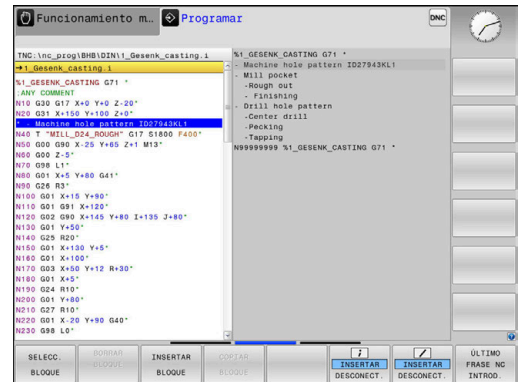 Funcionamiento m...
Programar
DNC
TNC:\nc_prog\BHB\DIN\1_Gesenk_casting.i
→1_Gesenk_casting.i
%1_GESENK_CASTING G71 *
;ANY COMMENT
N10 G30 G17 X+0 Y+0 Z-20*
N20 G31 X+150 Y+100 Z+0*
* - Machine hole pattern ID27943KL1
N40 T "MILL_D24_ROUGH" G17 S1800 F400*
N50 G00 G90 X-25 Y+65 Z+1 M13*
N60 G00 Z-5*
N70 G98 L1*
N80 G01 X+5 Y+80 G41*
N90 G26 R3*
N100 G01 X+15 Y+90*
N110 G01 G91 X+120*
N120 G02 G90 X+145 Y+80 I+135 J+80*
N130 G01 Y+50*
N140 G25 R20*
N150 G01 X+130 Y+5*
N160 G01 X+100*
N170 G03 X+50 Y+12 R+30*
N180 G01 X+5*
N190 G24 R10*
N200 G01 Y+80*
N210 G27 R10*
N220 G01 X-20 Y+90 G40*
N230 G98 L0*
%1_GESENK_CASTING G71 *
- Machine hole pattern ID27943KL1
- Mill pocket
-Rough out
- Finishing
- Drill hole pattern
-Center drill
-Pecking
-Tapping
N99999999 %1_GESENK_CASTING G71 *
SELECC.
BLOQUE
BORRAR
BLOQUE
INSERTAR
BLOQUE
COPIAR
BLOQUE
INSERTAR
DESCONECT.
INSERTAR
DESCONECT.
ÚLTIMO
FRASE NC
INTROD.